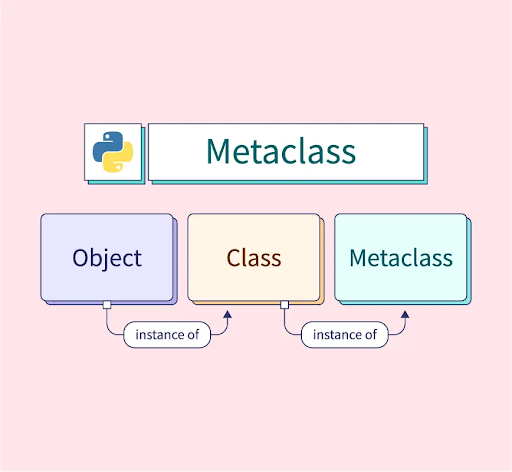 Metaclass
Object
Class
Metaclass
instance of
instance of